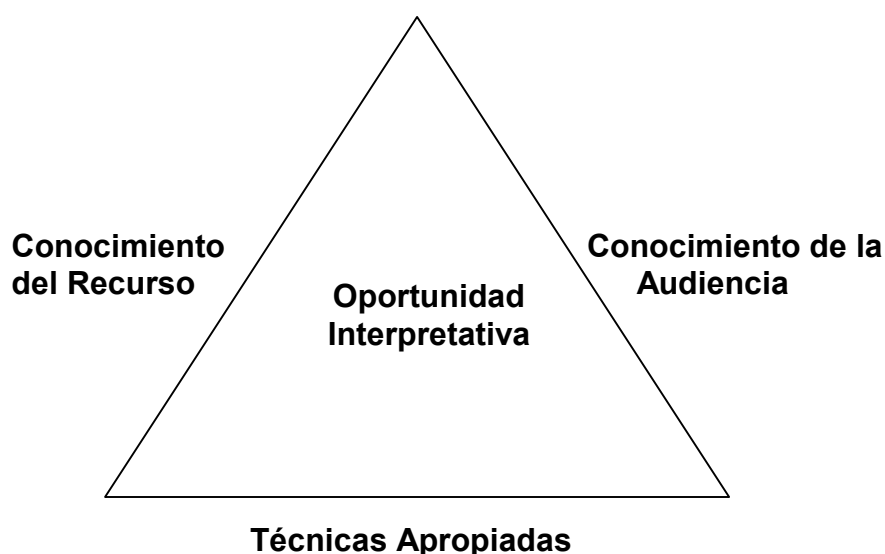 Conocimiento
del Recurso
Conocimiento de la
Audiencia
Oportunidad
Interpretativa
Técnicas Apropiadas